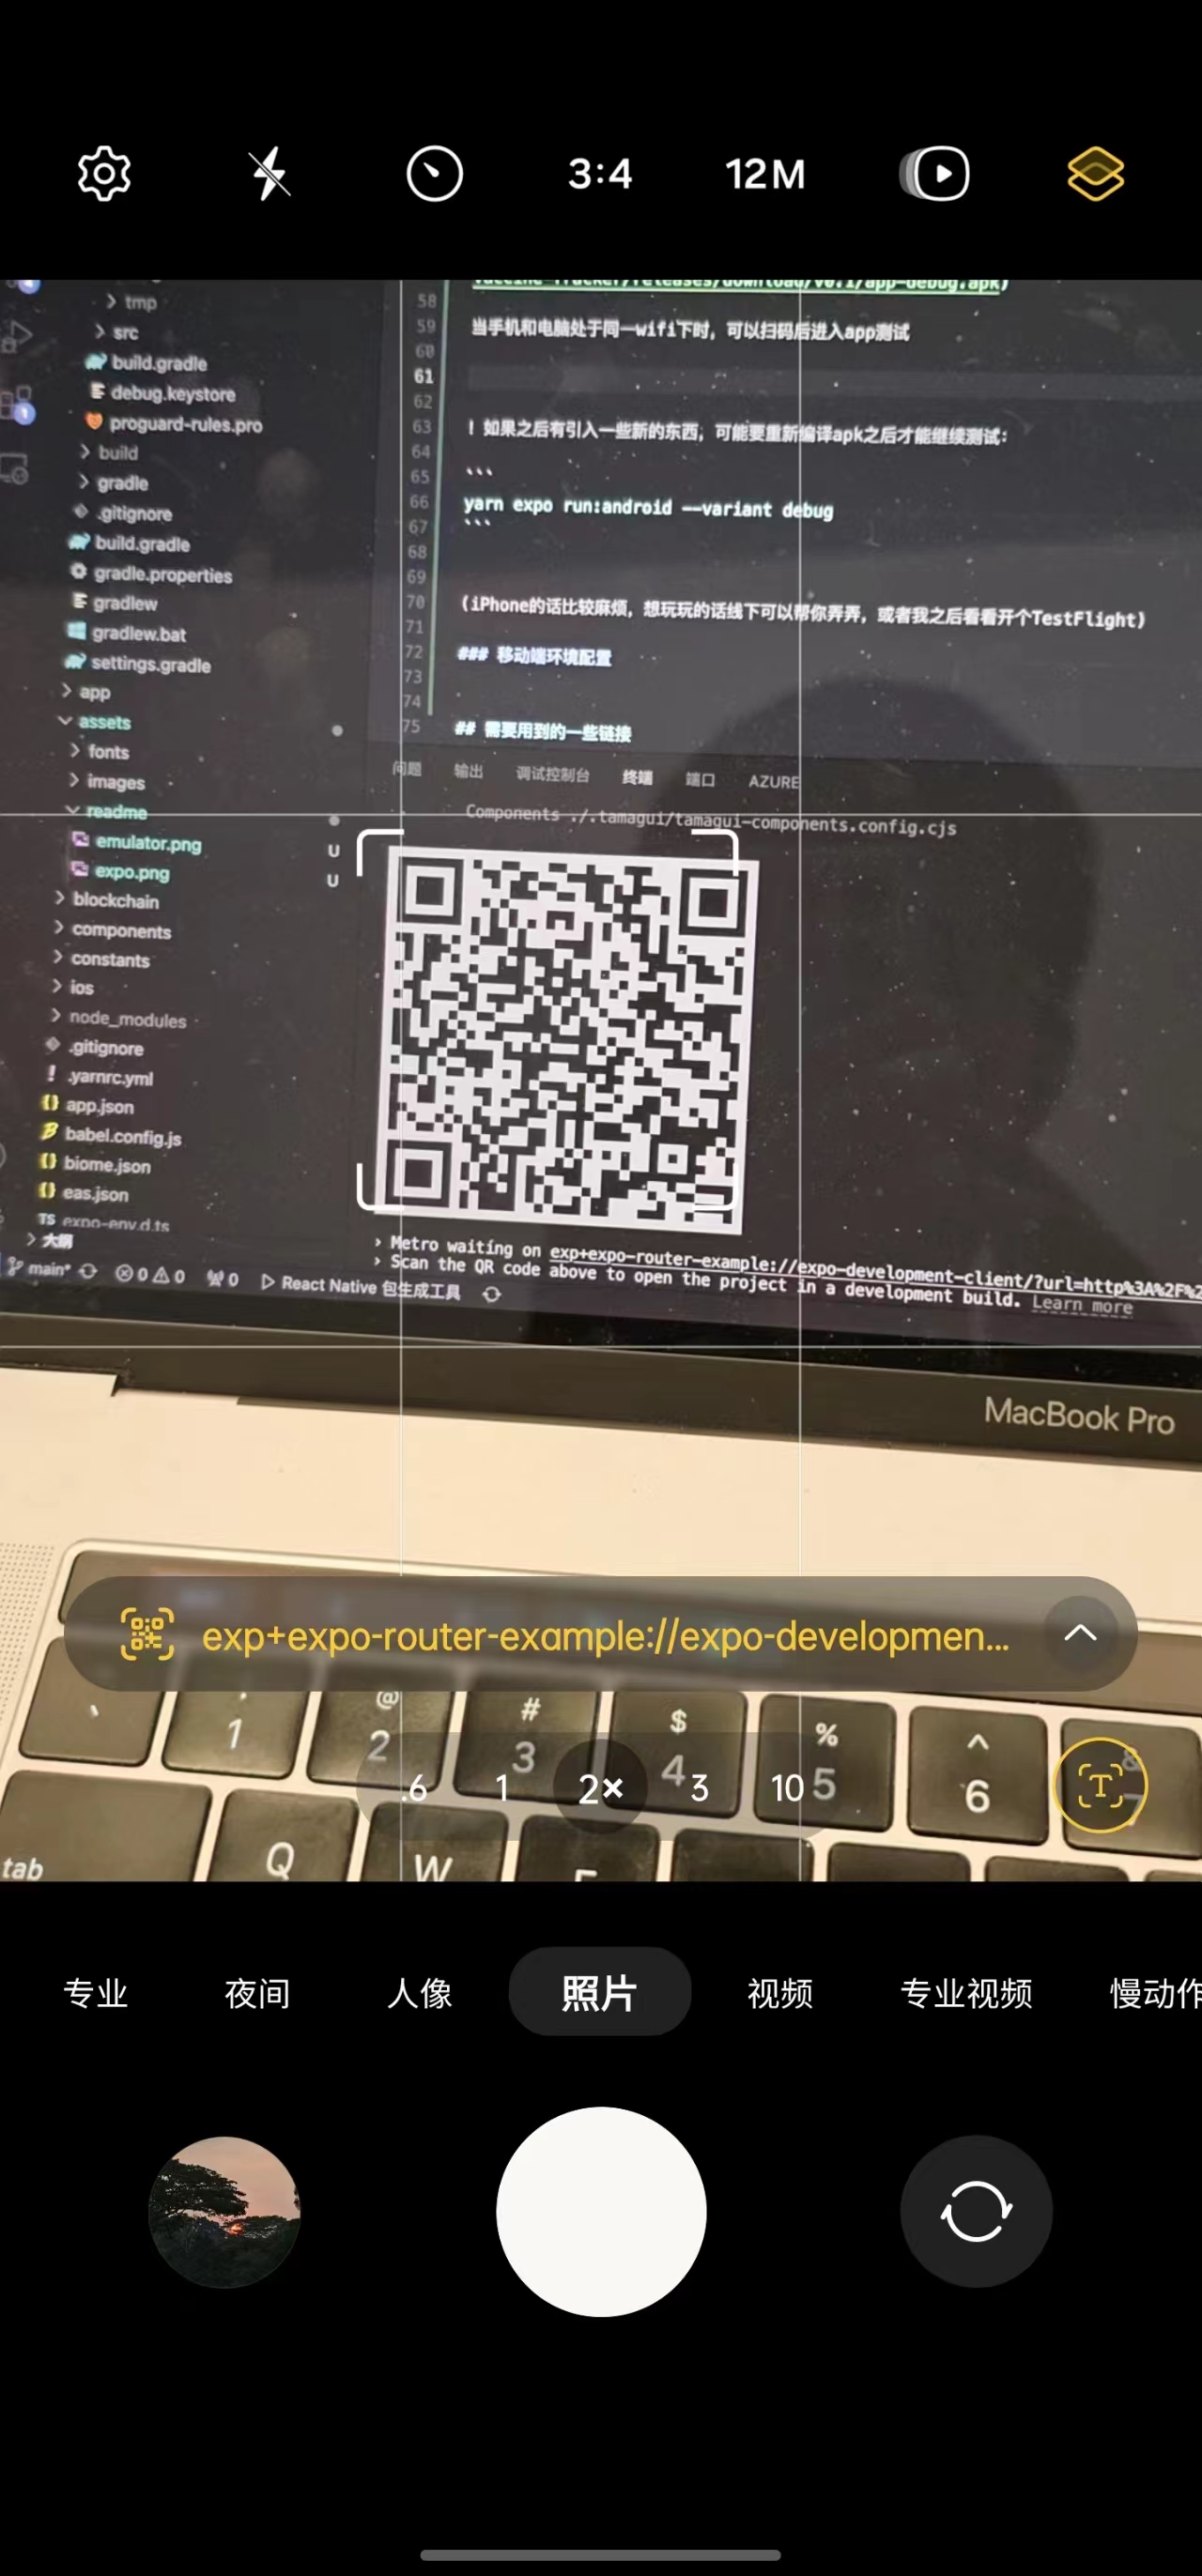 3:4
12M
tmp
src
build.gradle
debug.keystore
proguard-rules.pro
build
gradle
.gitignore
build.gradle
gradle.properties
gradlew
gradlew.bat
settings.gradle
app
assets
fonts
images
readme
emulator.png
U
expo.png
U
blockchain
components
constants
ios
node_modules
.gitignore
! .yarnrc.yml
{} app.json
babel.config.js
{} biome.json
{} eas.json
TS expo-env.d.ts
大纲
58 vaccine-tracker/releases/download/v0.1/app-debug.apk)
59 当手机和电脑处于同一wifi下时，可以扫码后进入app测试
60
61
62
63 ! 如果之后有引入一些新的东西，可能要重新编译apk之后才能继续测试：
64
65 ```
66 yarn expo run:android --variant debug
67 ```
68
69
70 (iPhone的话比较麻烦，想玩玩的话线下可以帮你弄弄，或者我之后看看开个TestFlight)
71
72 ### 移动端环境配置
73
74
75 ## 需要用到的一些链接
问题 输出 调试控制台 终端 端口 AZURE
Components ./.tamagui/tamagui-components.config.cjs
› Metro waiting on exp+expo-router-example://expo-development-client/?url=http%3A%2F%2
› Scan the QR code above to open the project in a development build. Learn more
main* 0 0 0 React Native 包生成工具
MacBook Pro
exp+expo-router-example://expo-developmen...
` 1 @ 2 # 3 $ 4 % 5 ^ 6 & 7
.6 1 2× 3 10
T
tab Q W
专业 夜间 人像 照片 视频 专业视频 慢动作